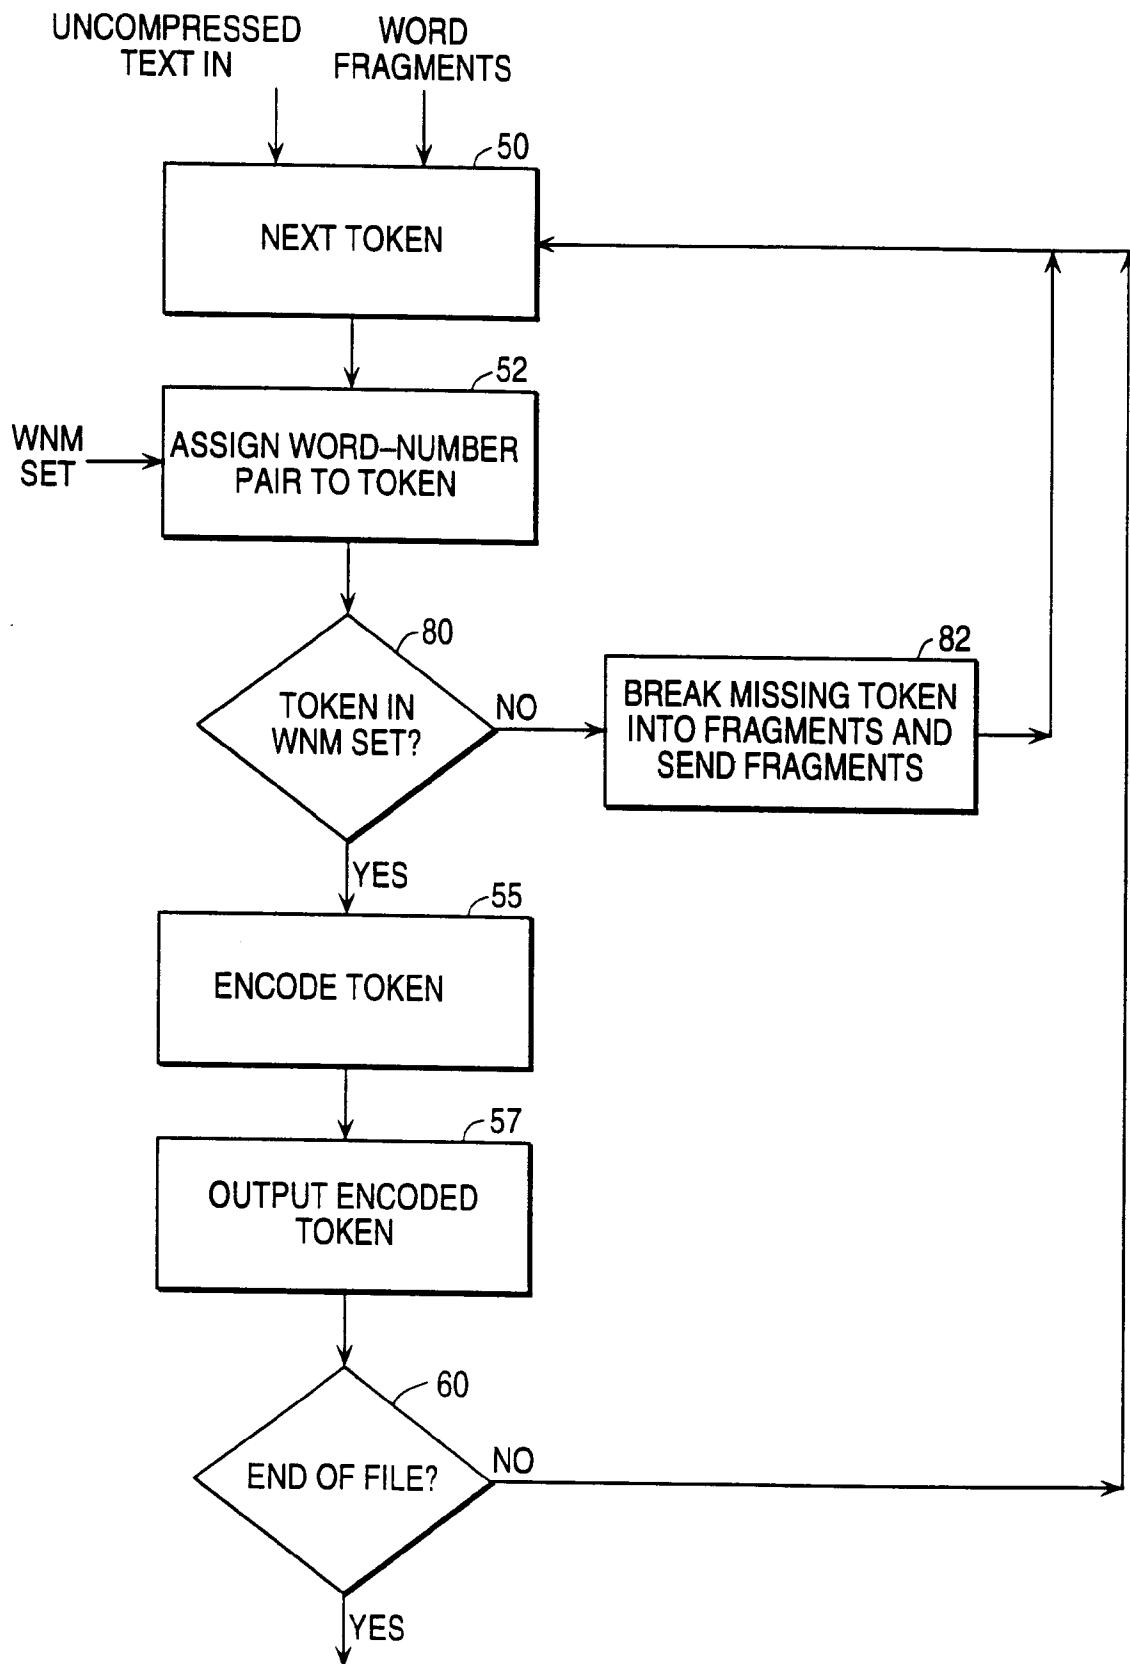 UNCOMPRESSED
TEXT IN
WORD
FRAGMENTS
50
NEXT TOKEN
52
WNM
SET
ASSIGN WORD–NUMBER
PAIR TO TOKEN
80
TOKEN IN
WNM SET?
NO
82
BREAK MISSING TOKEN
INTO FRAGMENTS AND
SEND FRAGMENTS
YES
55
ENCODE TOKEN
57
OUTPUT ENCODED
TOKEN
60
END OF FILE?
NO
YES